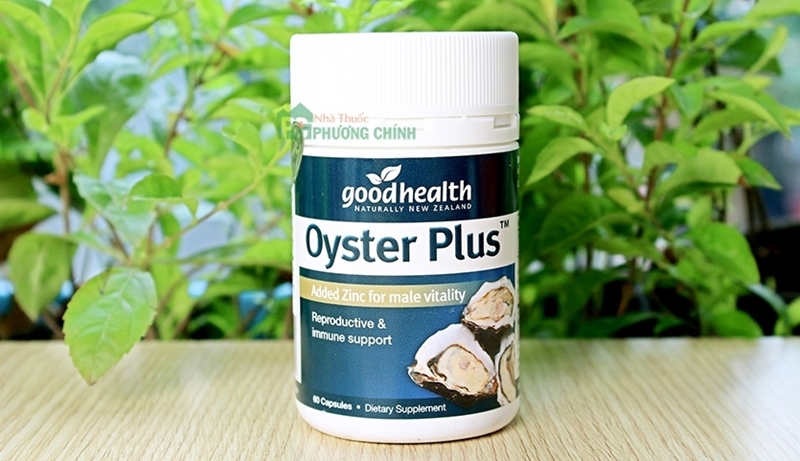 Nhà Thuốc
PHƯƠNG CHÍNH
goodhealth
NATURALLY NEW ZEALAND
Oyster Plus™
Added Zinc for male vitality
Reproductive &
immune support
60 Capsules • Dietary Supplement